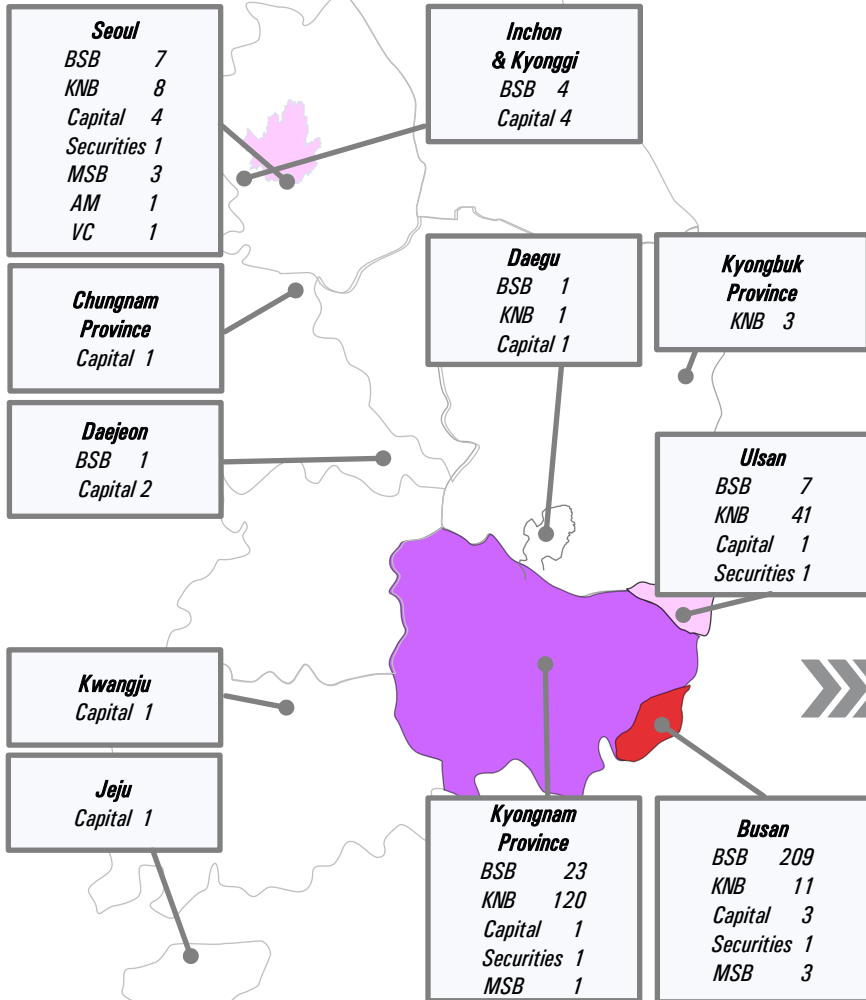 Seoul
BSB 7
KNB 8
Capital 4
Securities 1
MSB 3
AM 1
VC 1
Inchon
& Kyonggi
BSB 4
Capital 4
Chungnam
Province
Capital 1
Daegu
BSB 1
KNB 1
Capital 1
Kyongbuk
Province
KNB 3
Daejeon
BSB 1
Capital 2
Ulsan
BSB 7
KNB 41
Capital 1
Securities 1
Kwangju
Capital 1
Jeju
Capital 1
Kyongnam
Province
BSB 23
KNB 120
Capital 1
Securities 1
MSB 1
Busan
BSB 209
KNB 11
Capital 3
Securities 1
MSB 3